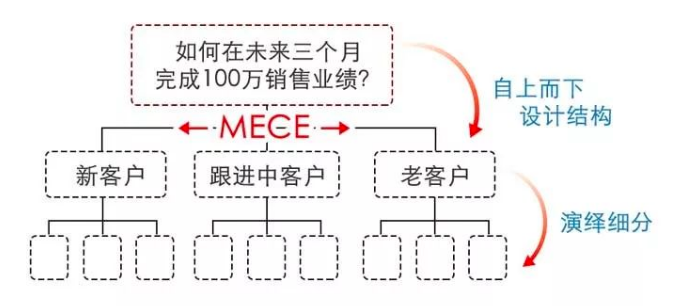 如何在未来三个月
完成100万销售业绩?
自上而下
设计结构
MECE
新客户
跟进中客户
老客户
演绎细分